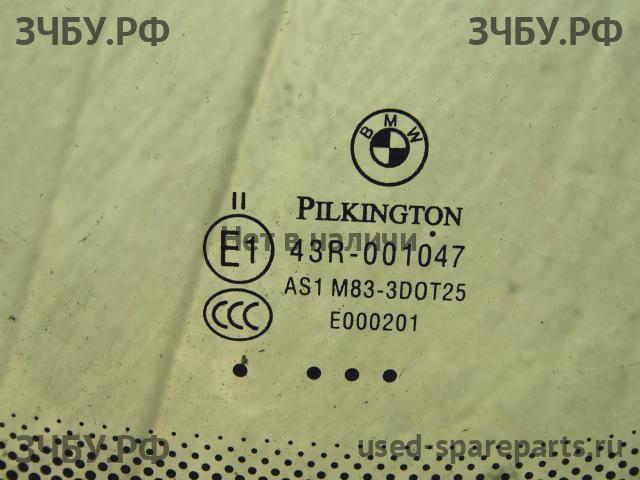 ЗЧБУ.РФ ЗЧБУ.РФ
BMW
II
PILKINGTON
Нет в наличии
E1 43R-001047
AS1 M83-3DOT25
CCC E000201
ЗЧБУ.РФ used-spareparts.ru